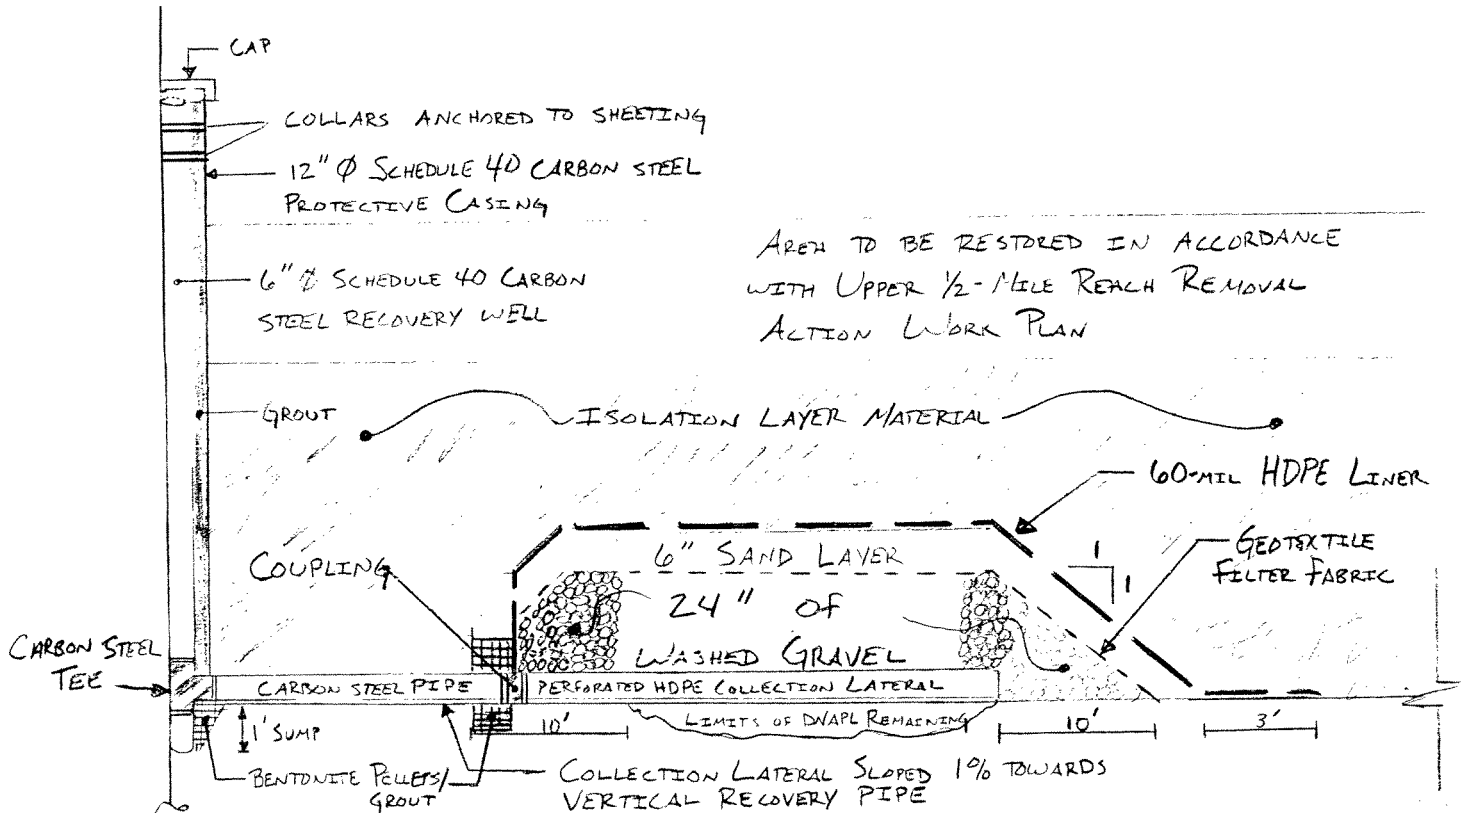 CAP
COLLARS ANCHORED TO SHEETING
12" Ø SCHEDULE 40 CARBON STEEL
PROTECTIVE CASING
AREA TO BE RESTORED IN ACCORDANCE
WITH UPPER 1/2-MILE REACH REMOVAL
ACTION WORK PLAN
6" Ø SCHEDULE 40 CARBON
STEEL RECOVERY WELL
GROUT
ISOLATION LAYER MATERIAL
60-MIL HDPE LINER
6" SAND LAYER
1
1
GEOTEXTILE
FILTER FABRIC
COUPLING
24" OF
WASHED GRAVEL
CARBON STEEL
TEE
CARBON STEEL PIPE
PERFORATED HDPE COLLECTION LATERAL
1' SUMP
10'
LIMITS OF DNAPL REMAINING
10'
3'
BENTONITE PELLETS/
GROUT
COLLECTION LATERAL SLOPED 1% TOWARDS
VERTICAL RECOVERY PIPE